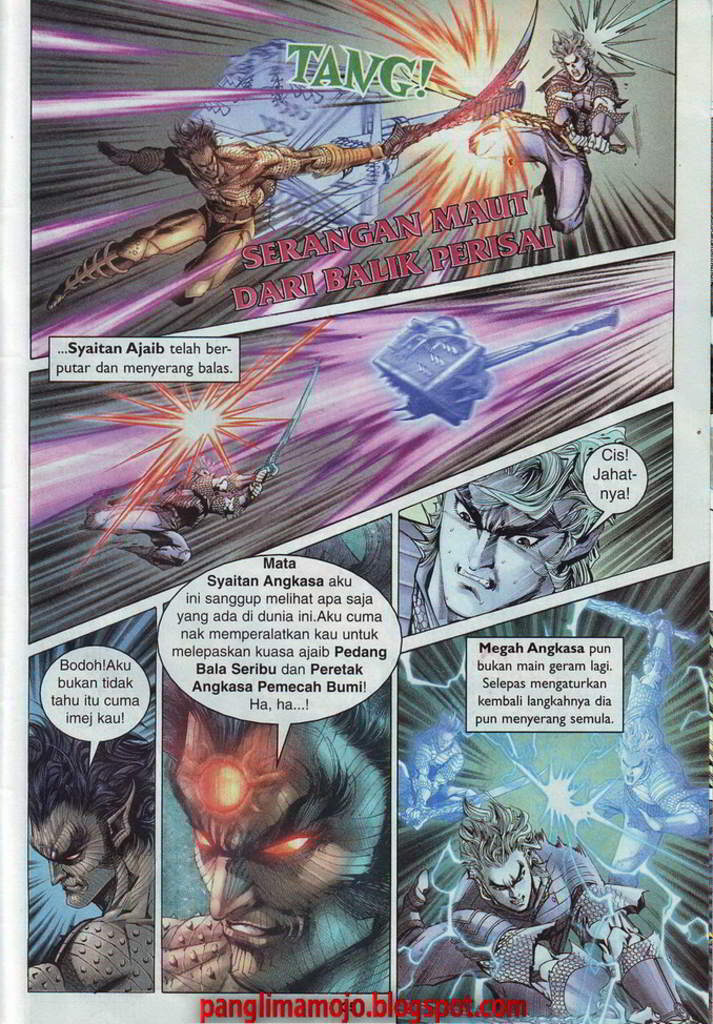 TANG!
SERANGAN MAUT
DARI BALIK PERISAI
...Syaitan Ajaib telah ber-
putar dan menyerang balas.
Cis!
Jahat-
nya!
Bodoh!Aku
bukan tidak
tahu itu cuma
imej kau!
Mata
Syaitan Angkasa aku
ini sanggup melihat apa saja
yang ada di dunia ini.Aku cuma
nak memperalatkan kau untuk
melepaskan kuasa ajaib Pedang
Bala Seribu dan Peretak
Angkasa Pemecah Bumi!
Ha, ha...!
Megah Angkasa pun
bukan main geram lagi.
Selepas mengaturkan
kembali langkahnya dia
pun menyerang semula.
panglimamojo.blogspot.com